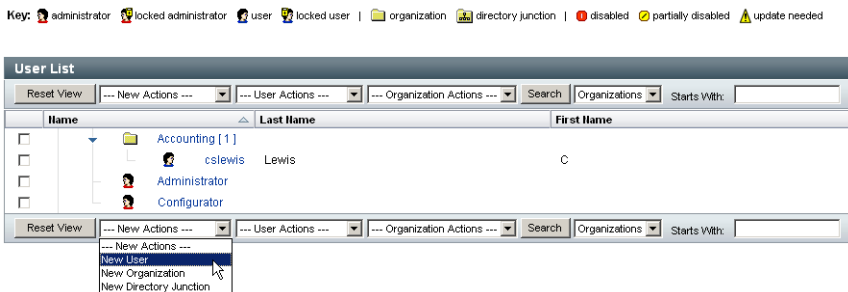 Key: administrator locked administrator user locked user | organization directory junction | disabled partially disabled update needed
User List
Reset View --- New Actions --- --- User Actions --- --- Organization Actions --- Search Organizations Starts With:
Name Last Name First Name
Accounting [ 1 ]
cslewis Lewis C
Administrator
Configurator
Reset View --- New Actions --- --- User Actions --- --- Organization Actions --- Search Organizations Starts With:
--- New Actions ---
New User
New Organization
New Directory Junction